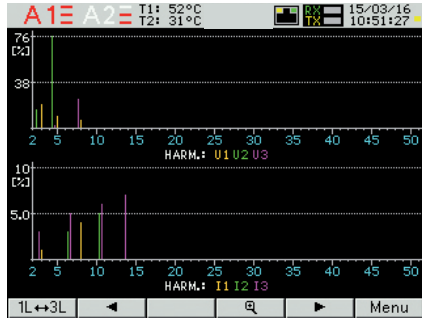 A1 A2 T1: 52°C RX 15/03/16
T2: 31°C TX 10:51:27
76
[%]
38
2 5 10 15 20 25 30 35 40 45 50
HARM.: U1 U2 U3
10
[%]
5.0
2 5 10 15 20 25 30 35 40 45 50
HARM.: I1 I2 I3
1L↔3L ◄ ► Menu